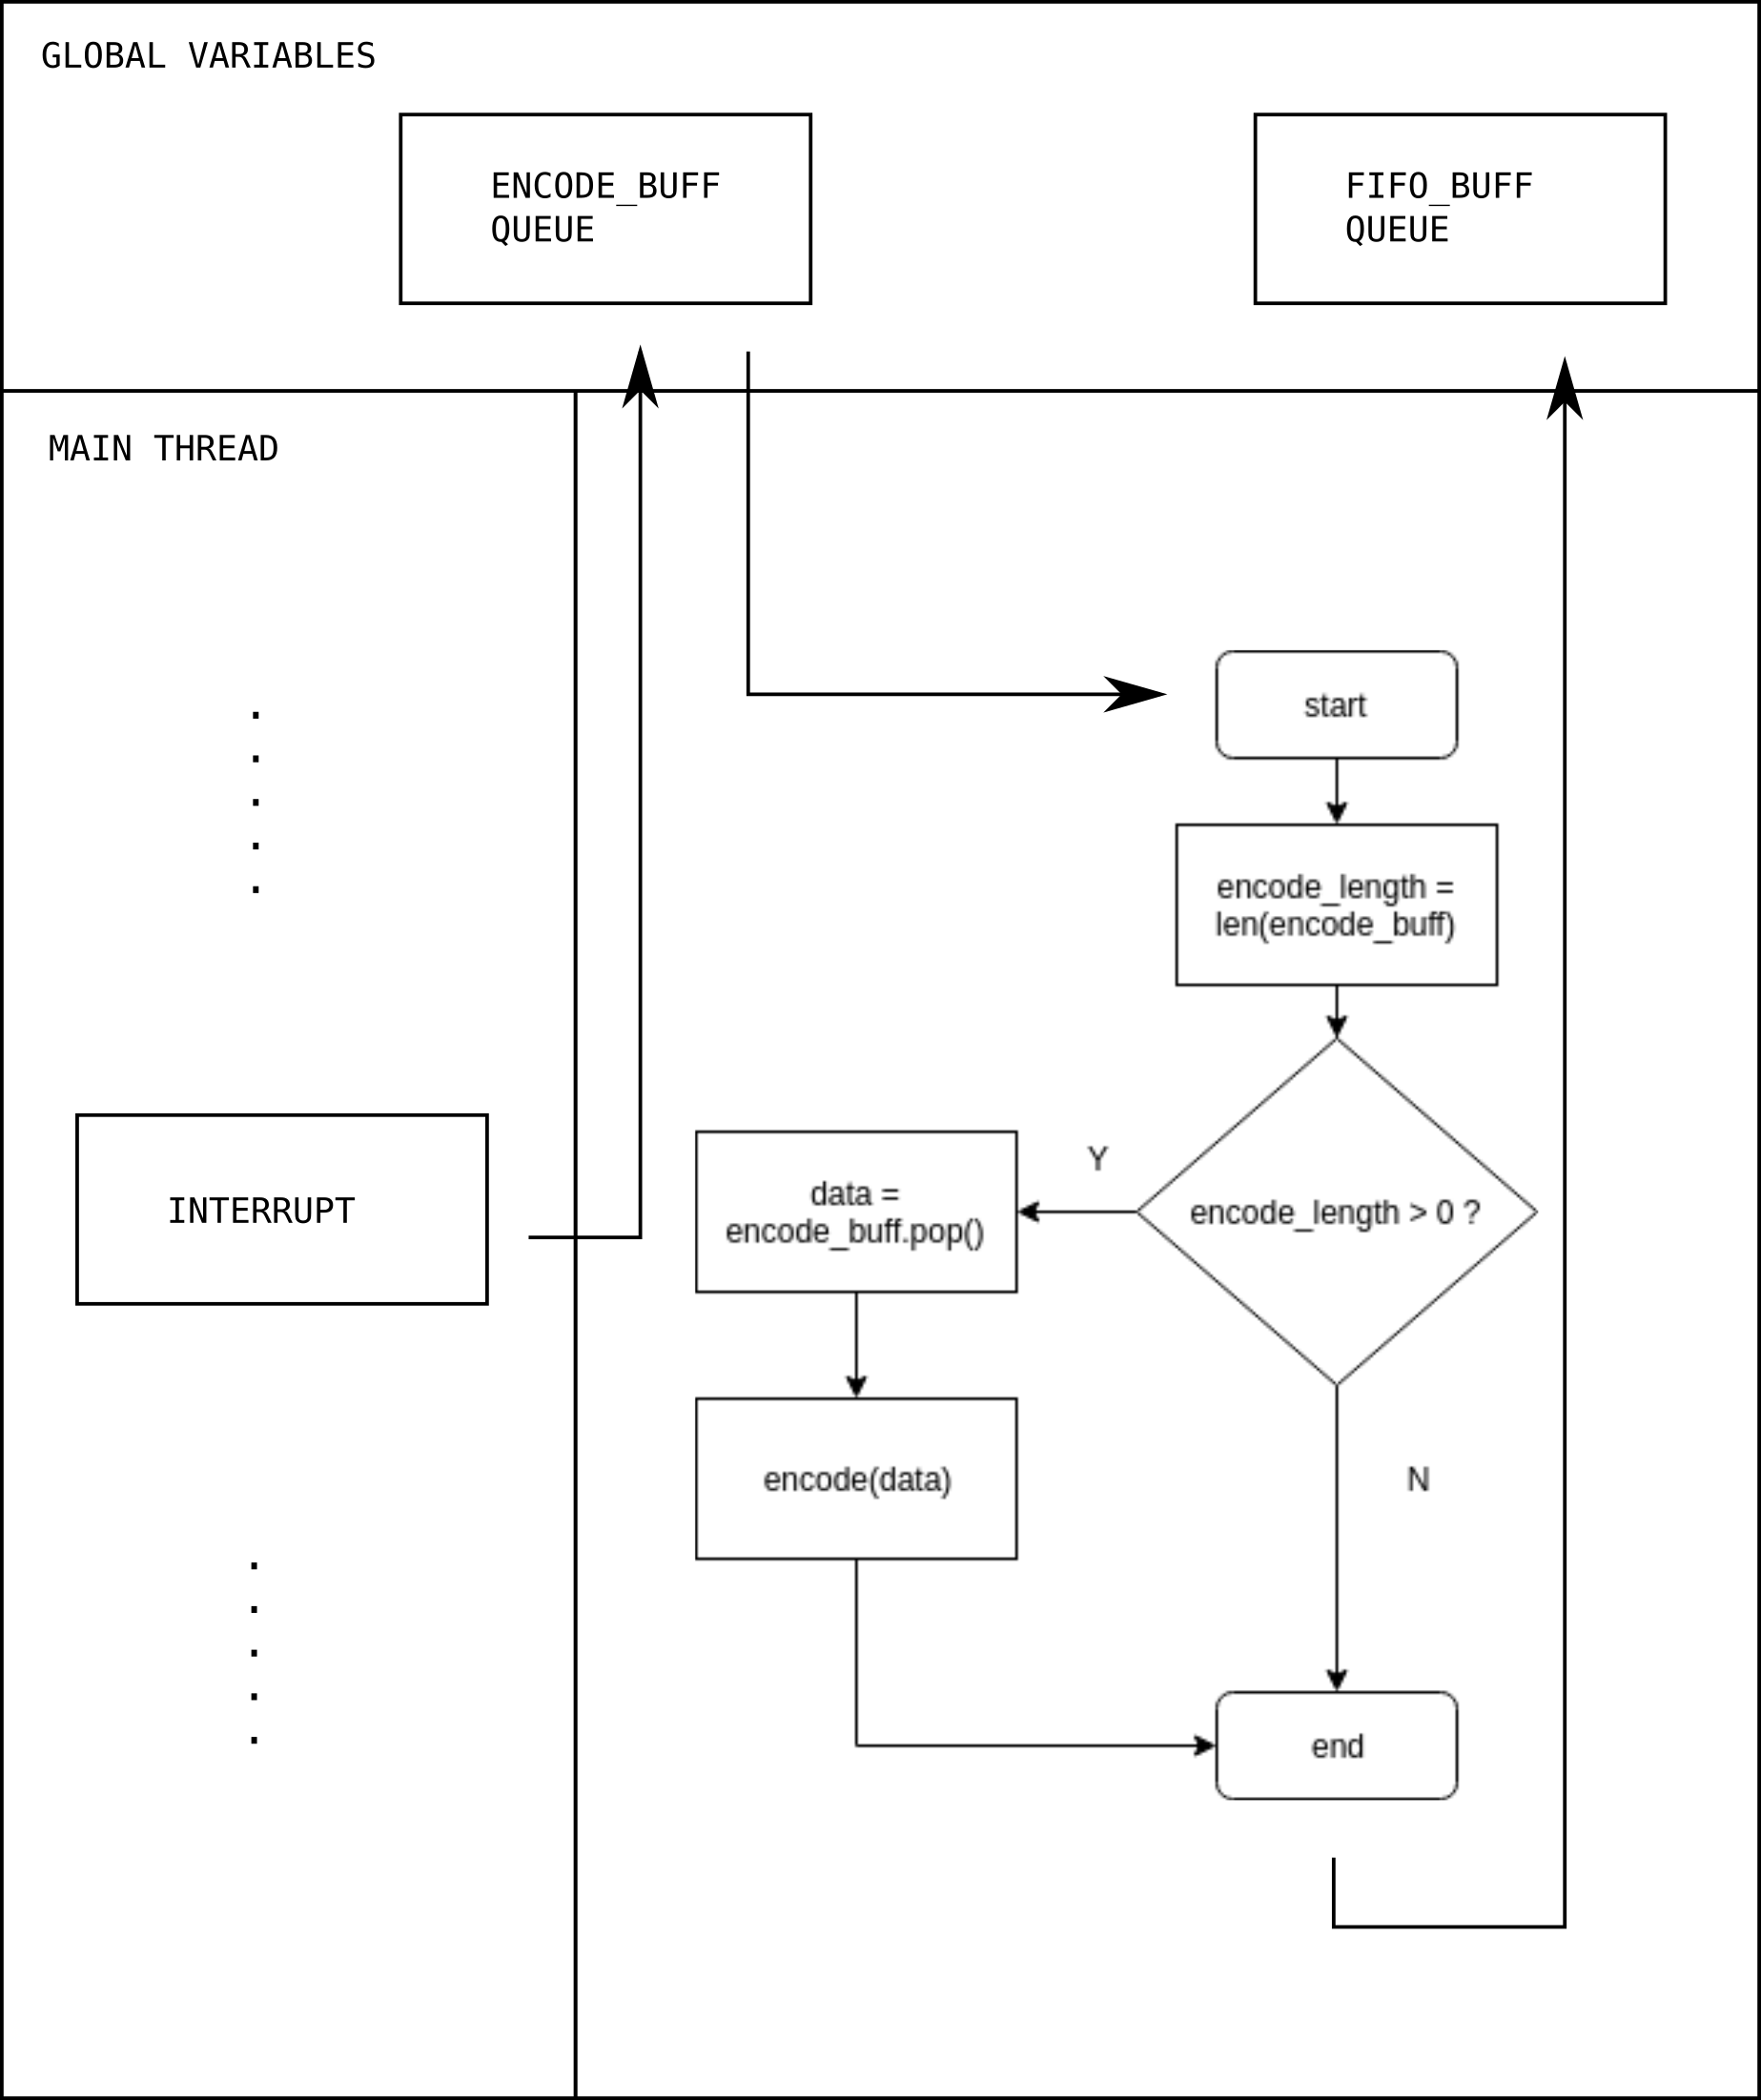 GLOBAL VARIABLES
ENCODE_BUFF
QUEUE
FIFO_BUFF
QUEUE
MAIN THREAD
.
.
.
.
.
start
encode_length =
len(encode_buff)
INTERRUPT
data =
encode_buff.pop()
Y
encode_length > 0 ?
encode(data)
N
.
.
.
.
.
end